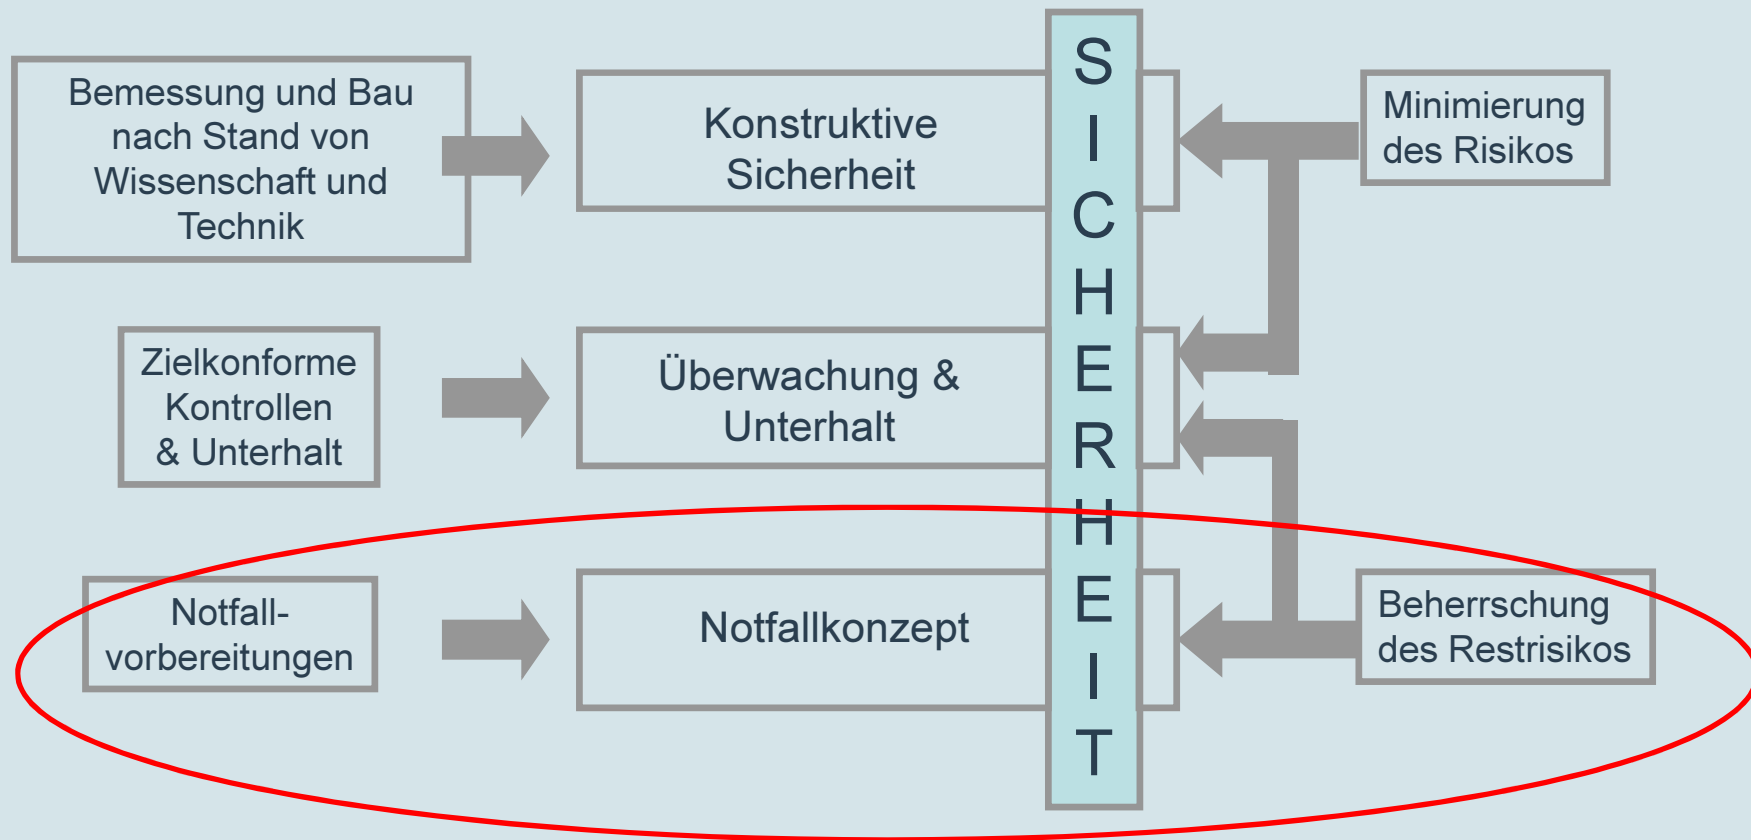 Bemessung und Bau
nach Stand von
Wissenschaft und
Technik
Konstruktive
Sicherheit
Minimierung
des Risikos
Zielkonforme
Kontrollen
& Unterhalt
Überwachung &
Unterhalt
Notfall-
vorbereitungen
Notfallkonzept
Beherrschung
des Restrisikos
S
I
C
H
E
R
H
E
I
T